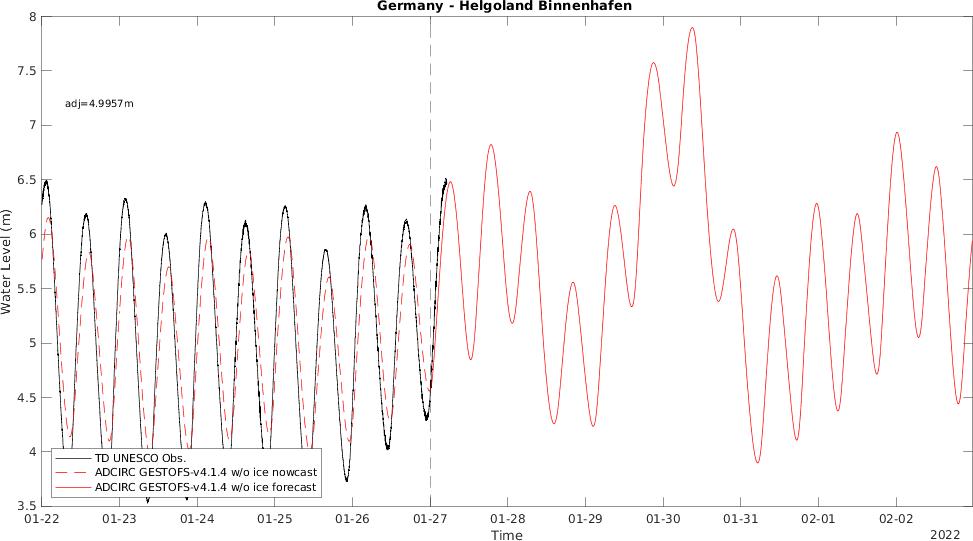 Germany - Helgoland Binnenhafen
8
7.5
7
6.5
6
5.5
5
4.5
4
3.5
Water Level (m)
adj=4.9957m
TD UNESCO Obs.
ADCIRC GESTOFS-v4.1.4 w/o ice nowcast
ADCIRC GESTOFS-v4.1.4 w/o ice forecast
01-22 01-23 01-24 01-25 01-26 01-27 01-28 01-29 01-30 01-31 02-01 02-02
Time
2022